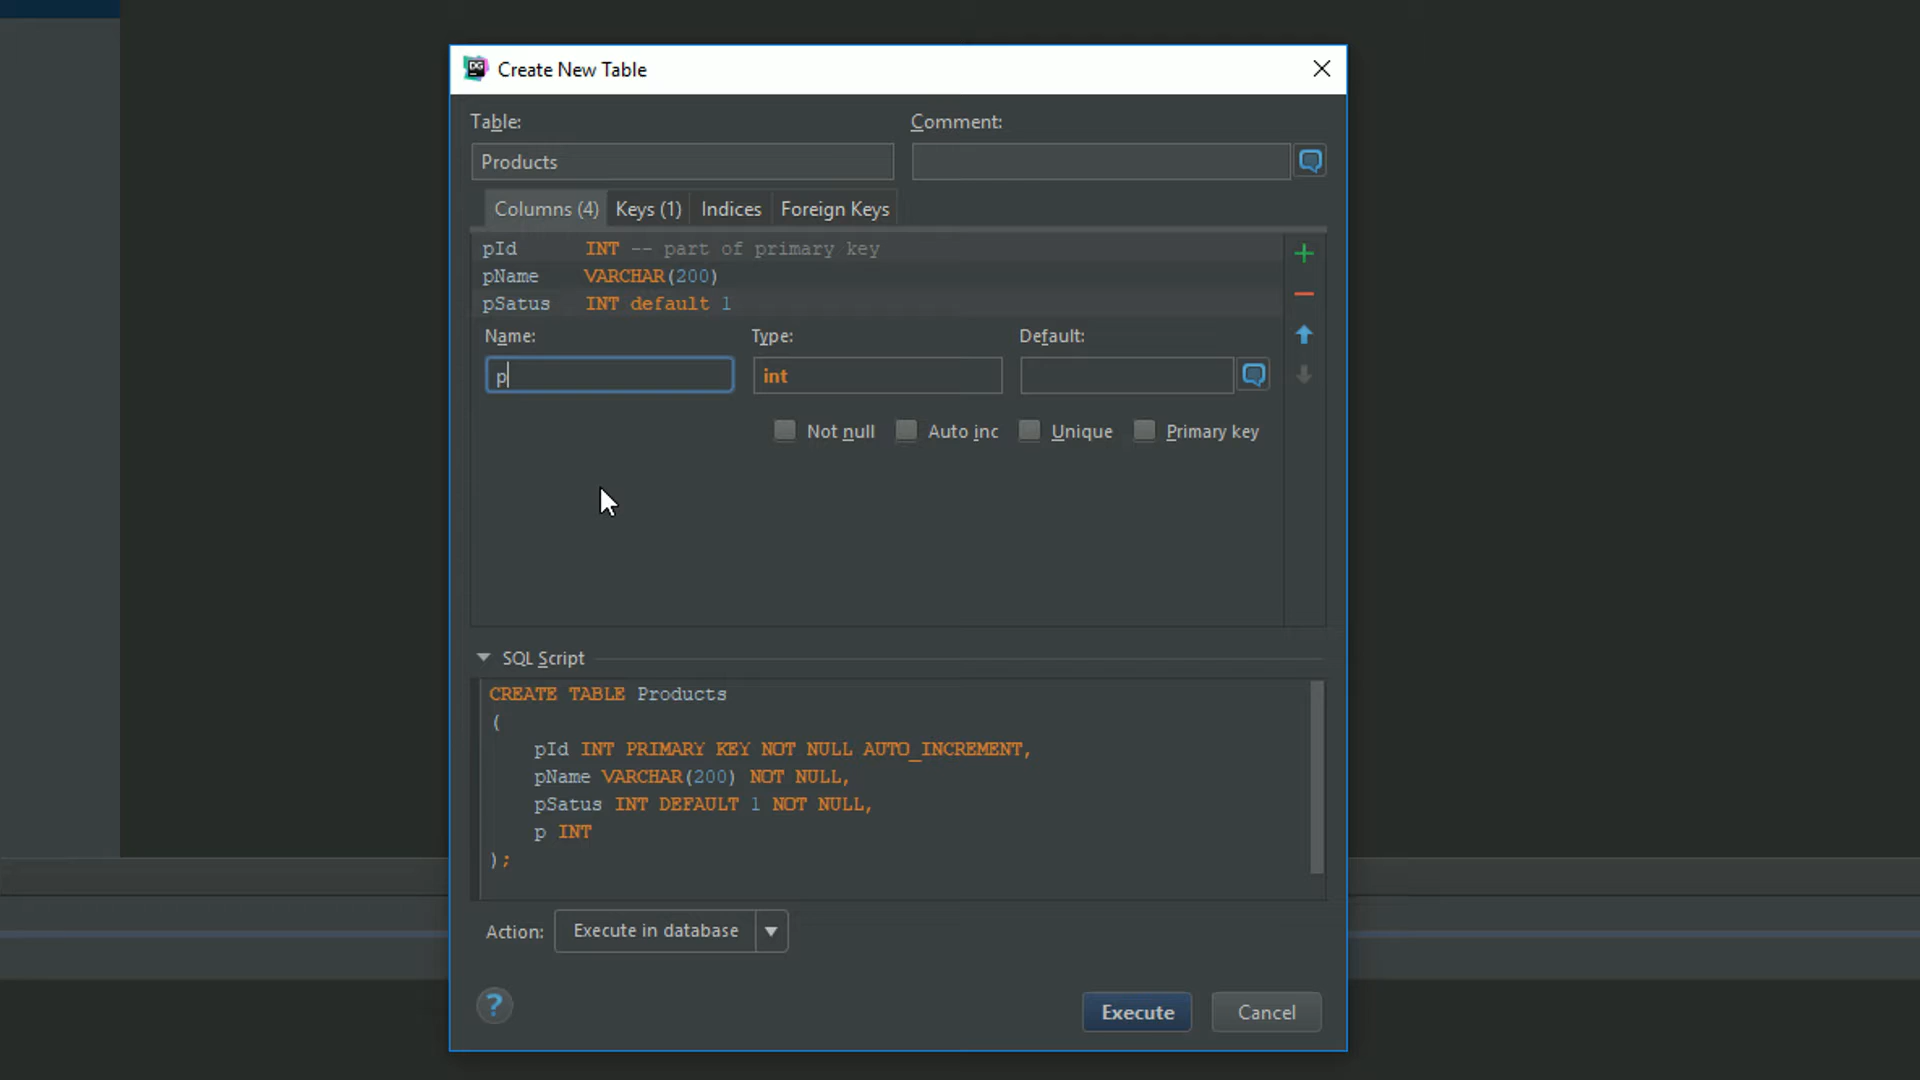 DG Create New Table
Table: Comment:
Products
Columns (4) Keys (1) Indices Foreign Keys
pId INT -- part of primary key
pName VARCHAR(200)
pSatus INT default 1
Name: Type: Default:
p int
Not null Auto inc Unique Primary key
SQL Script
CREATE TABLE Products
(
pId INT PRIMARY KEY NOT NULL AUTO_INCREMENT,
pName VARCHAR(200) NOT NULL,
pSatus INT DEFAULT 1 NOT NULL,
p INT
);
Action: Execute in database
? Execute Cancel